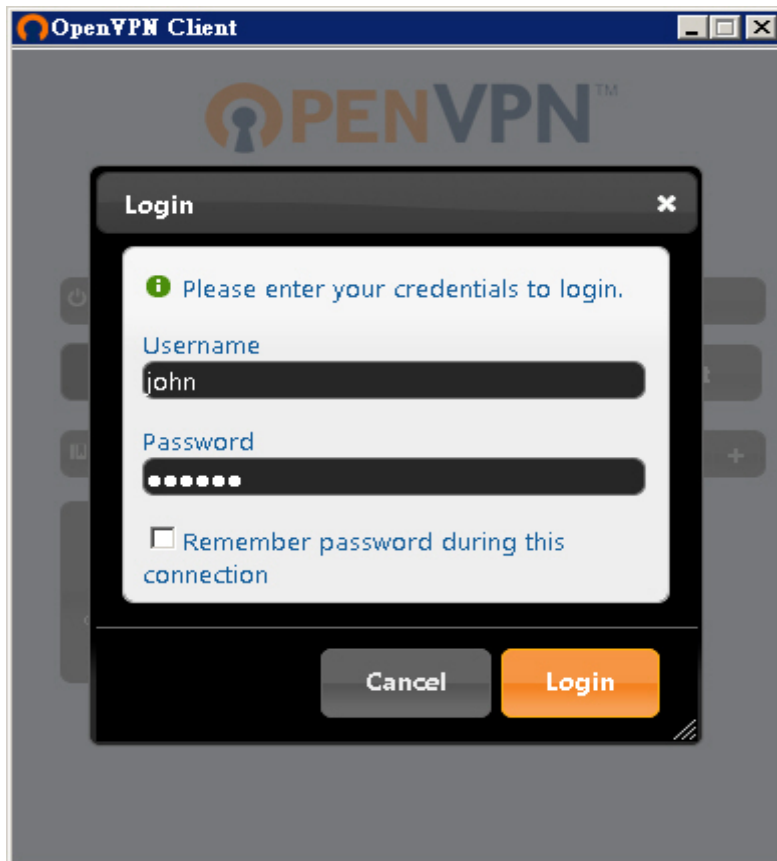 OpenVPN Client
OPENVPN™
Login
Please enter your credentials to login.
Username
john
Password
Remember password during this
connection
Cancel
Login